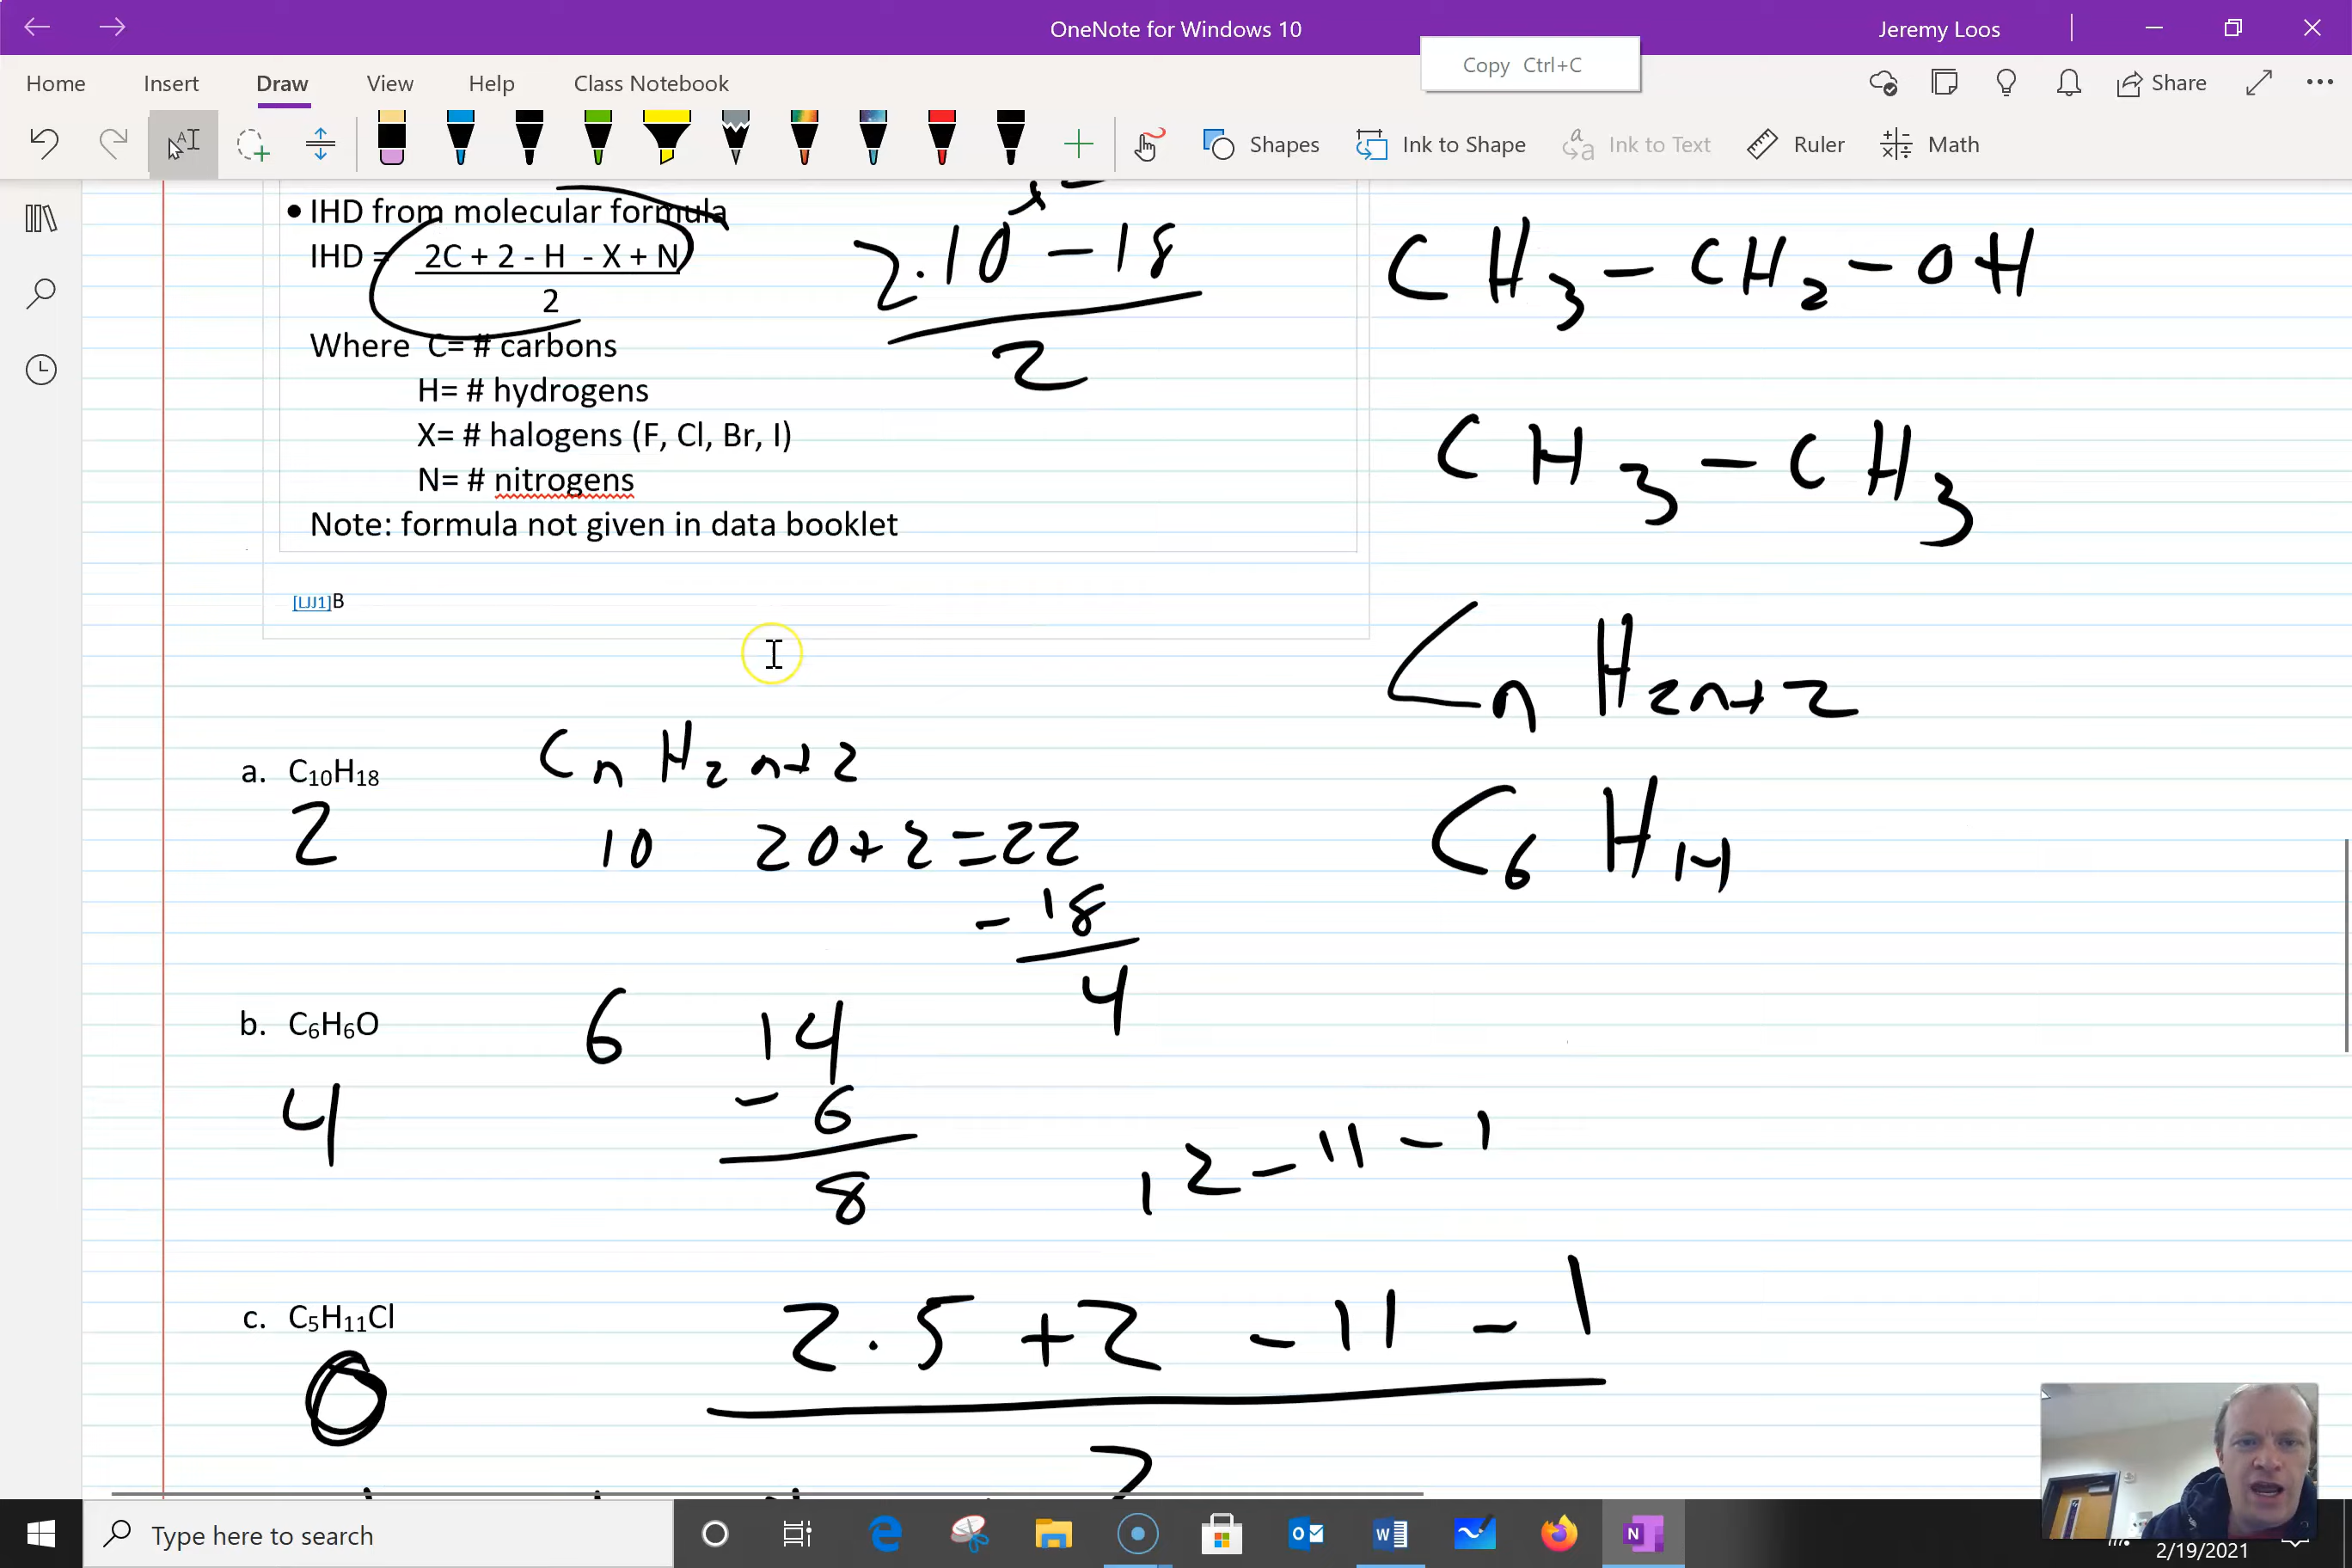 OneNote for Windows 10
Jeremy Loos
Copy Ctrl+C
Home Insert Draw View Help Class Notebook
Share
Shapes Ink to Shape Ink to Text Ruler Math
• IHD from molecular formula
IHD = 2C + 2 - H - X + N
2
Where C= # carbons
H= # hydrogens
X= # halogens (F, Cl, Br, I)
N= # nitrogens
Note: formula not given in data booklet
[LJJ1]B
2·10 − 18
2
CH3 − CH2 − OH
CH3 − CH3
CnH2n+2
C6H14
a. C10H18
2
CnH2n+2
10 20+2=22
− 18
4
b. C6H6O
4
6 14
− 6
8
12 − 11 − 1
c. C5H11Cl
0
2·5 + 2 − 11 − 1
2
Type here to search
2/19/2021